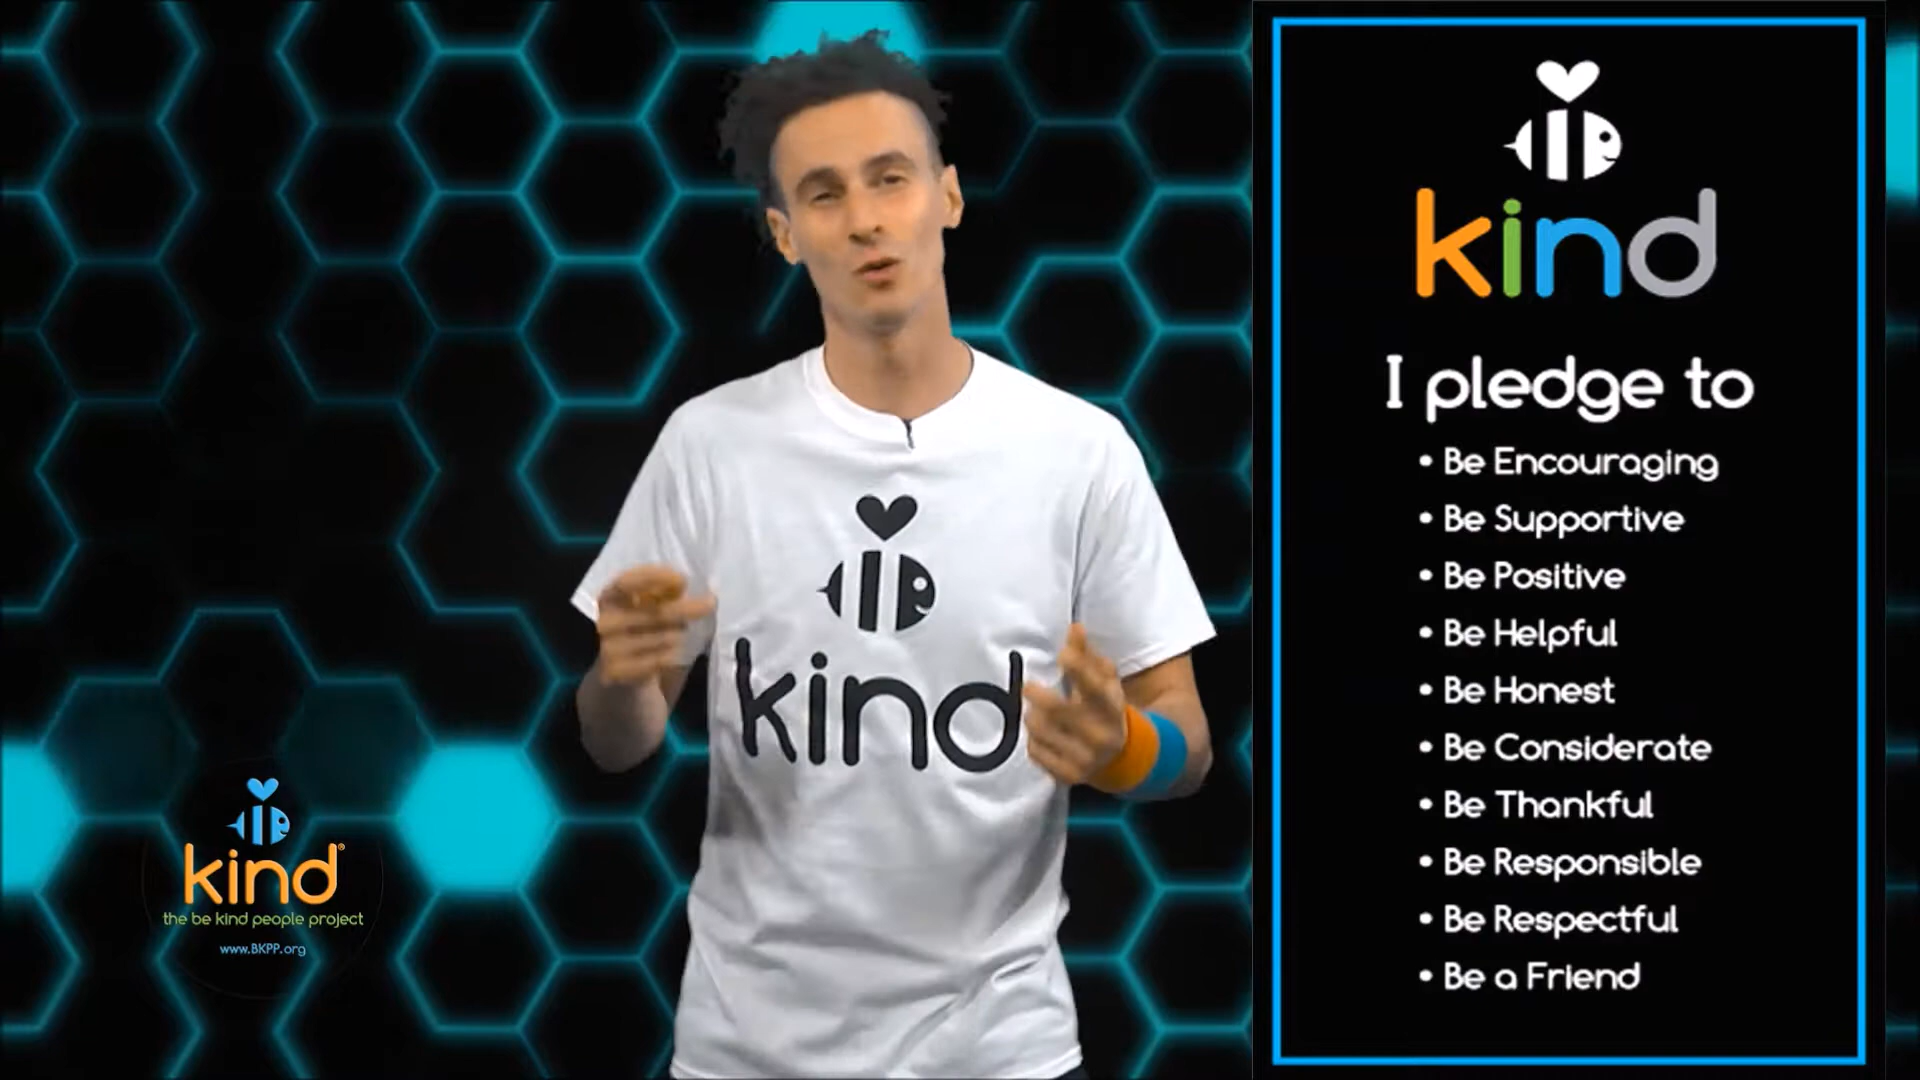 kind
kind®
the be kind people project
www.BKPP.org
kind
I pledge to
• Be Encouraging
• Be Supportive
• Be Positive
• Be Helpful
• Be Honest
• Be Considerate
• Be Thankful
• Be Responsible
• Be Respectful
• Be a Friend